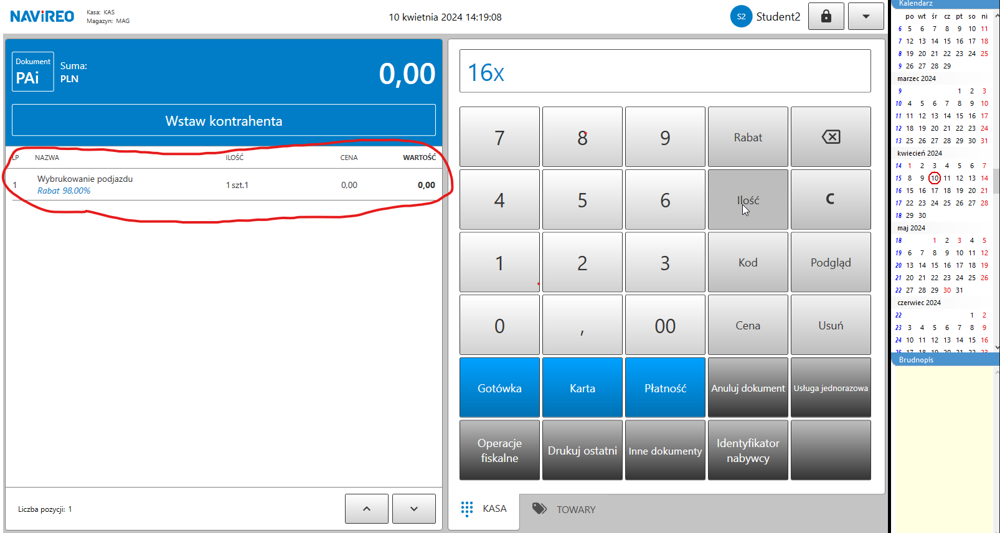 NAViREO
Kasa: KAS
Magazyn: MAG
10 kwietnia 2024 14:19:08
S2 Student2
Dokument
PAi
Suma:
PLN
0,00
Wstaw kontrahenta
LP NAZWA ILOŚĆ CENA WARTOŚĆ
1 Wybrukowanie podjazdu 1 szt.1 0,00 0,00
Rabat 98,00%
Liczba pozycji: 1
16x
7 8 9 Rabat
4 5 6 Ilość C
1 2 3 Kod Podgląd
0 , 00 Cena Usuń
Gotówka Karta Płatność Anuluj dokument Usługa jednorazowa
Operacje fiskalne Drukuj ostatni Inne dokumenty Identyfikator nabywcy
KASA TOWARY
Kalendarz
po wt śr cz pt so ni
6 5 6 7 8 9 10 11
7 12 13 14 15 16 17 18
8 19 20 21 22 23 24 25
9 26 27 28 29
marzec 2024
9 1 2 3
10 4 5 6 7 8 9 10
11 11 12 13 14 15 16 17
12 18 19 20 21 22 23 24
13 25 26 27 28 29 30 31
kwiecień 2024
14 1 2 3 4 5 6 7
15 8 9 10 11 12 13 14
16 15 16 17 18 19 20 21
17 22 23 24 25 26 27 28
18 29 30
maj 2024
18 1 2 3 4 5
19 6 7 8 9 10 11 12
20 13 14 15 16 17 18 19
21 20 21 22 23 24 25 26
22 27 28 29 30 31
czerwiec 2024
22 1 2
23 3 4 5 6 7 8 9
24 10 11 12 13 14 15 16
Brudnopis